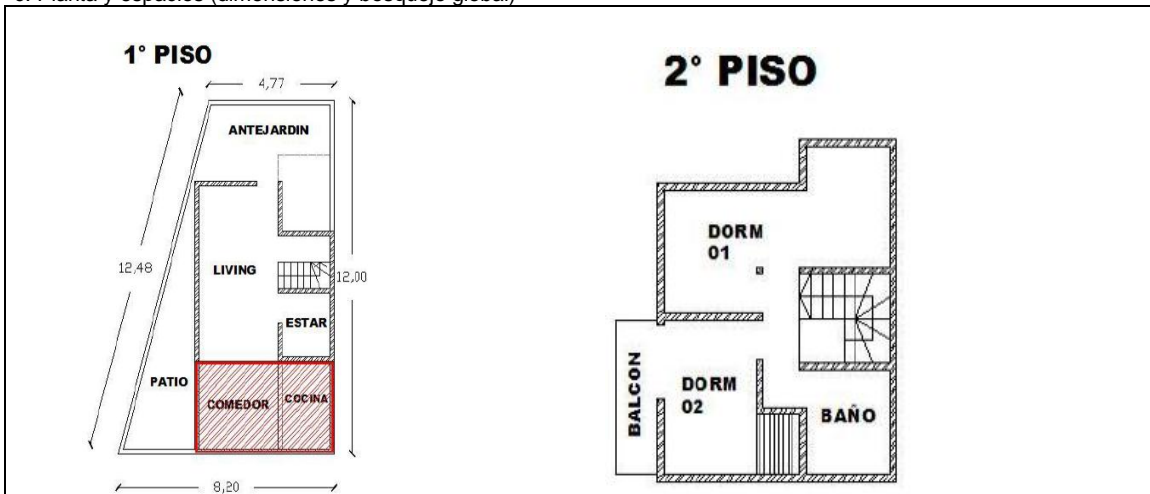 1° PISO
4,77
ANTEJARDIN
12,48
LIVING
12,00
ESTAR
PATIO
COMEDOR
COCINA
8,20
2° PISO
DORM
01
BALCON
DORM
02
BAÑO